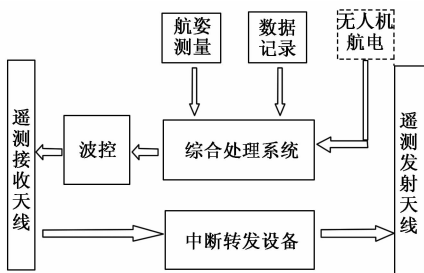 航姿
测量
数据
记录
无人机
航电
遥测接收天线
波控
综合处理系统
遥测发射天线
中断转发设备